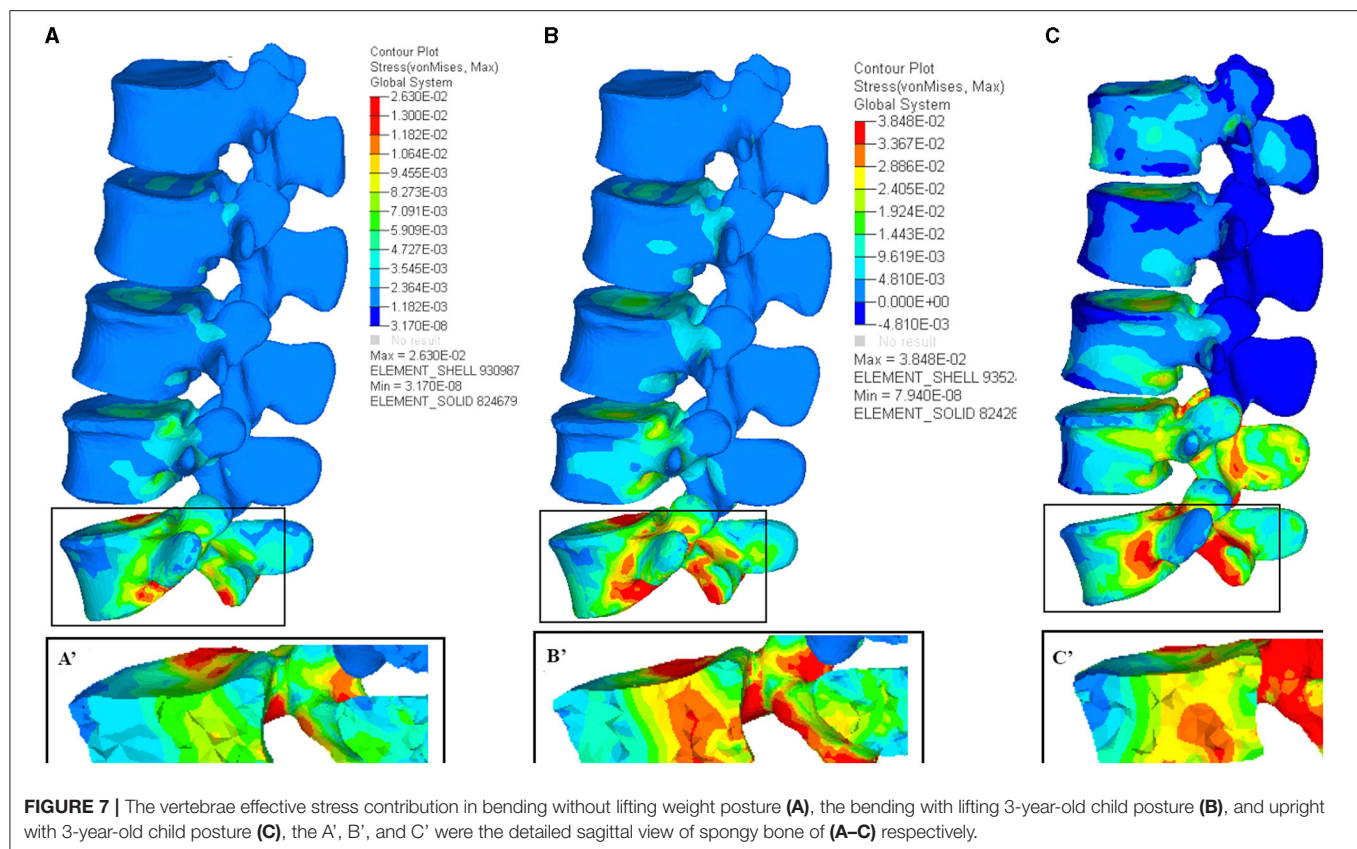 A
Contour Plot
Stress(vonMises, Max)
Global System
2.630E-02
1.300E-02
1.182E-02
1.064E-02
9.455E-03
8.273E-03
7.091E-03
5.909E-03
4.727E-03
3.545E-03
2.364E-03
1.182E-03
3.170E-08
No result
Max = 2.630E-02
ELEMENT_SHELL 930987
Min = 3.170E-08
ELEMENT_SOLID 824679
B
Contour Plot
Stress(vonMises, Max)
Global System
3.848E-02
3.367E-02
2.886E-02
2.405E-02
1.924E-02
1.443E-02
9.619E-03
4.810E-03
0.000E+00
-4.810E-03
No result
Max = 3.848E-02
ELEMENT_SHELL 9352
Min = 7.940E-08
ELEMENT_SOLID 82428
C
A'
B'
C'
FIGURE 7 | The vertebrae effective stress contribution in bending without lifting weight posture (A), the bending with lifting 3-year-old child posture (B), and upright
with 3-year-old child posture (C), the A', B', and C' were the detailed sagittal view of spongy bone of (A–C) respectively.